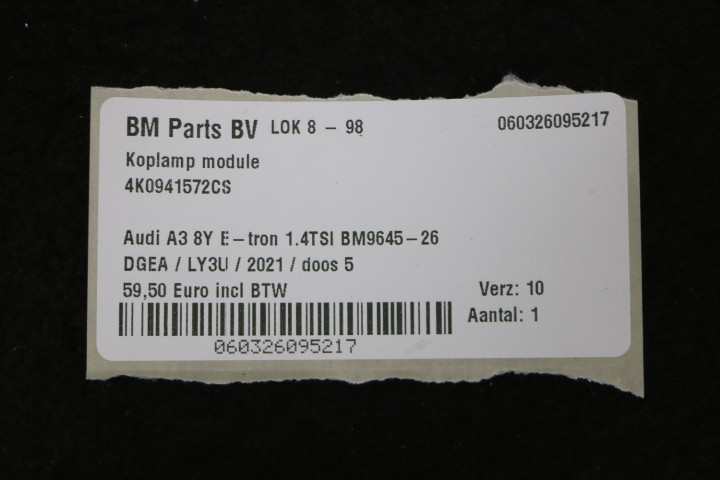 BM Parts BV LOK 8 - 98 060326095217
Koplamp module
4K0941572CS
Audi A3 8Y E-tron 1.4TSI BM9645-26
DGEA / LY3U / 2021 / doos 5
59,50 Euro incl BTW Verz: 10
Aantal: 1
060326095217